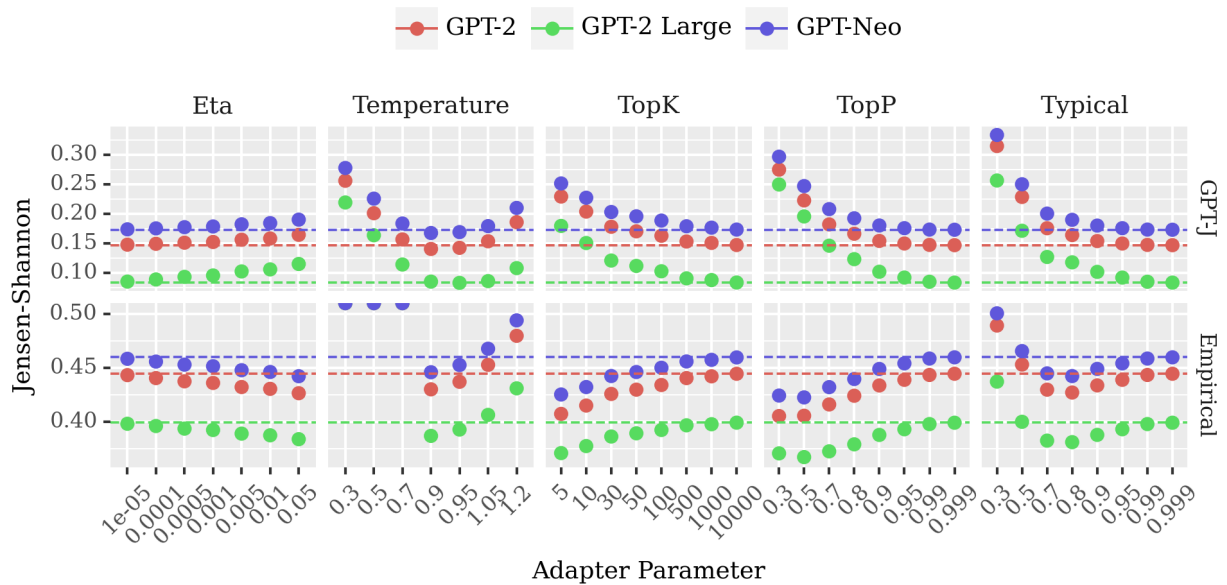 GPT-2 GPT-2 Large GPT-Neo
Eta Temperature TopK TopP Typical
Jensen-Shannon
0.30
0.25
0.20
0.15
0.10
GPT-J
0.50
0.45
0.40
Empirical
1e-05 0.0001 0.0005 0.001 0.005 0.01 0.05 0.3 0.5 0.7 0.9 0.95 1.05 1.2 5 10 30 50 100 500 1000 10000 0.3 0.5 0.7 0.8 0.9 0.95 0.99 0.999 0.3 0.5 0.7 0.8 0.9 0.95 0.99 0.999
Adapter Parameter